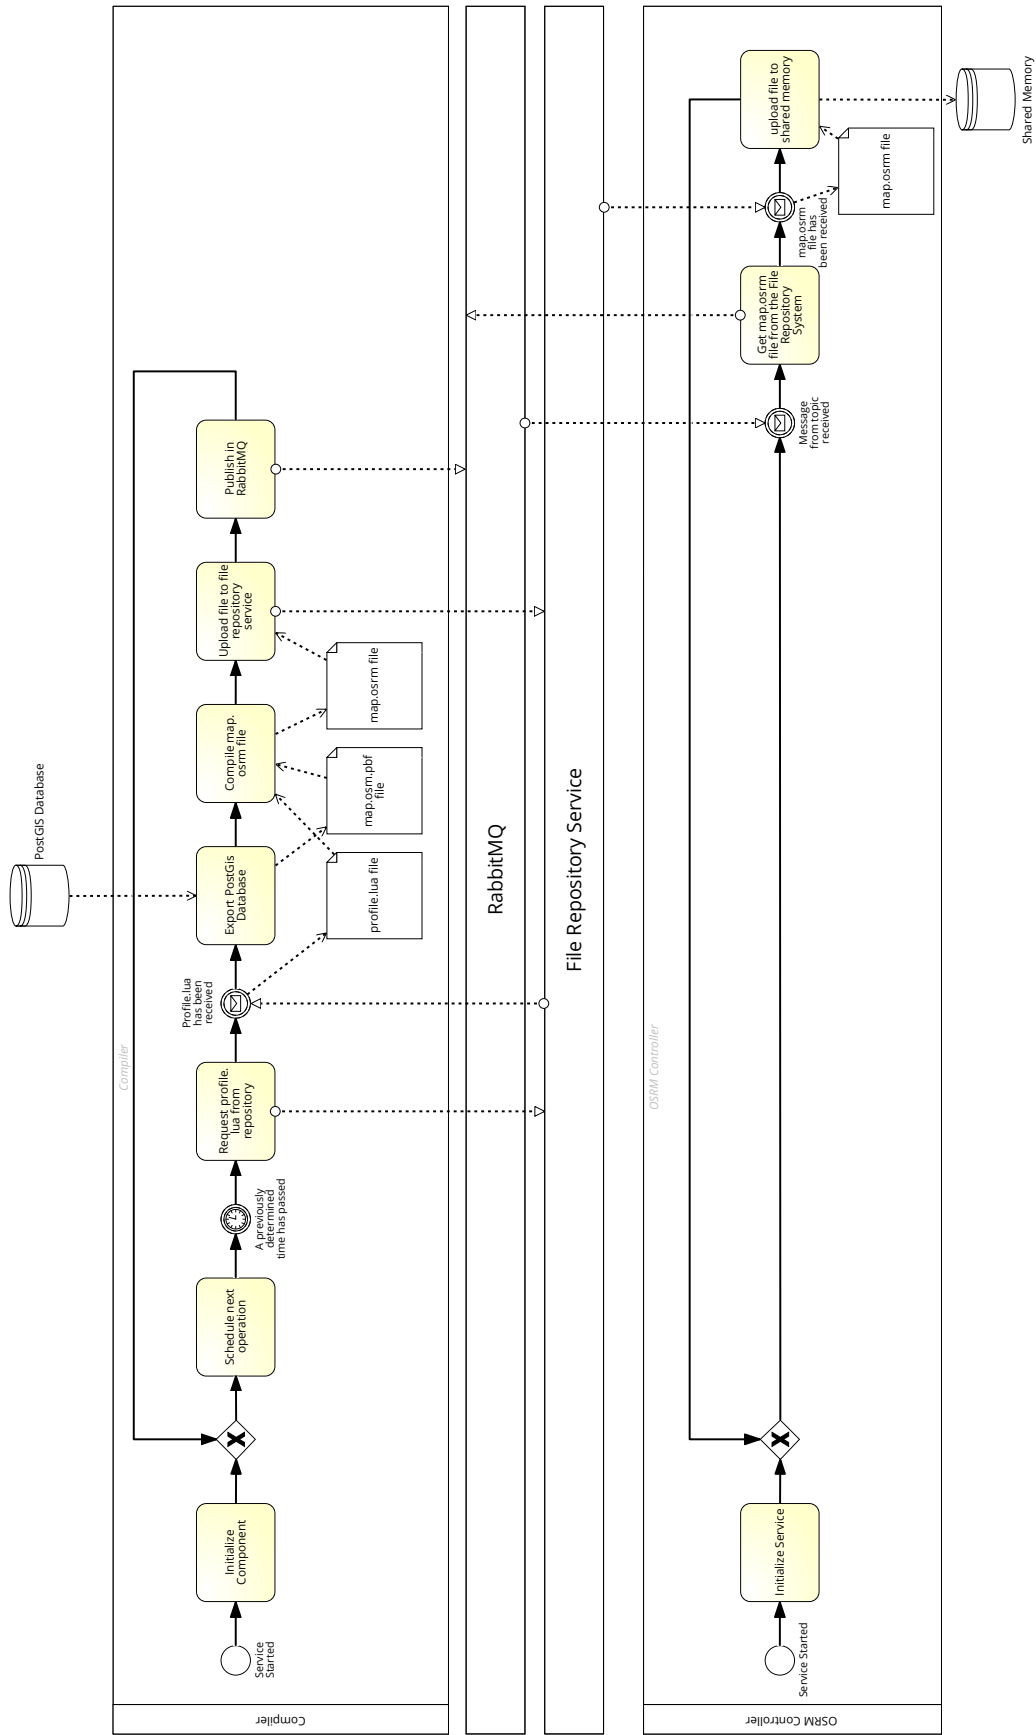 PostGIS Database
Compiler
Compiler
Service
Started
Initialize
Component
Schedule next
operation
A previously
determined
time has passed
Request profile.
lua from
repository
Profile.lua
has been
received
Export PostGis
Database
Compile map.
osrm file
Upload file to file
repository
service
Publish in
RabbitMQ
profile.lua file
map.osm.pbf
file
map.osrm file
RabbitMQ
File Repository Service
OSRM Controller
OSRM Controller
Service Started
Initialize Service
Message
from topic
received
Get map.osrm
file from the File
Repository
System
map.osrm
file has
been received
upload file to
shared memory
map.osrm file
Shared Memory